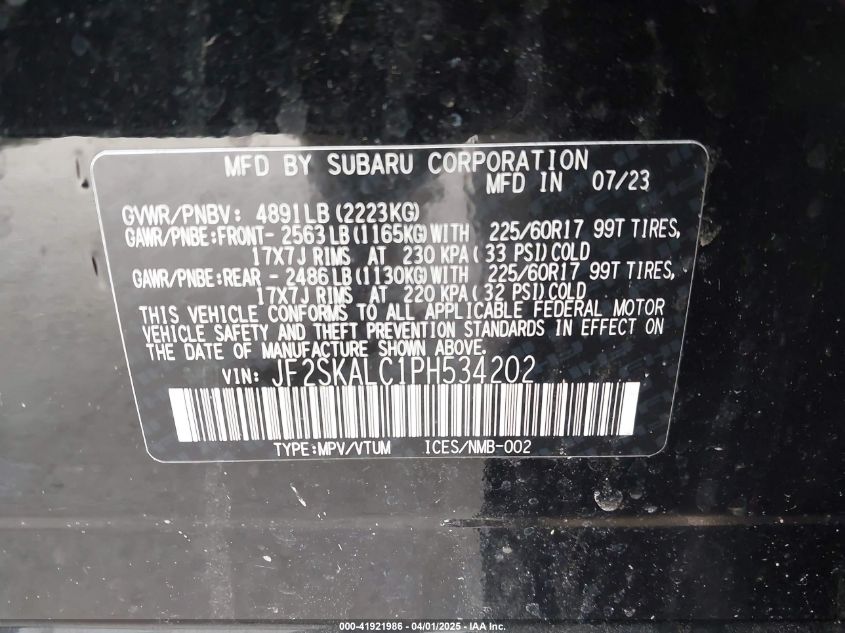 MFD BY SUBARU CORPORATION
MFD IN 07/23
GVWR/PNBV: 4891LB(2223KG)
GAWR/PNBE:FRONT- 2563LB(1165KG)WITH 225/60R17 99T TIRES,
17X7J RIMS AT 230 KPA( 33 PSI)COLD
GAWR/PNBE:REAR - 2486LB(1130KG)WITH 225/60R17 99T TIRES,
17X7J RIMS AT 220 KPA( 32 PSI)COLD
THIS VEHICLE CONFORMS TO ALL APPLICABLE FEDERAL MOTOR
VEHICLE SAFETY AND THEFT PREVENTION STANDARDS IN EFFECT ON
THE DATE OF MANUFACTURE SHOWN ABOVE.
VIN: JF2SKALC1PH534202
TYPE:MPV/VTUM ICES/NMB-002
000-41921986 - 04/01/2025 - IAA Inc.